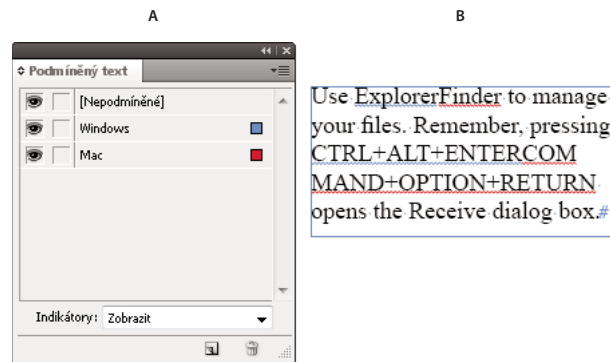 A
B
Podmíněný text
[Nepodmíněné]
Windows
Mac
Indikátory: Zobrazit
Use ExplorerFinder to manage
your files. Remember, pressing
CTRL+ALT+ENTERCOM
MAND+OPTION+RETURN
opens the Receive dialog box.#